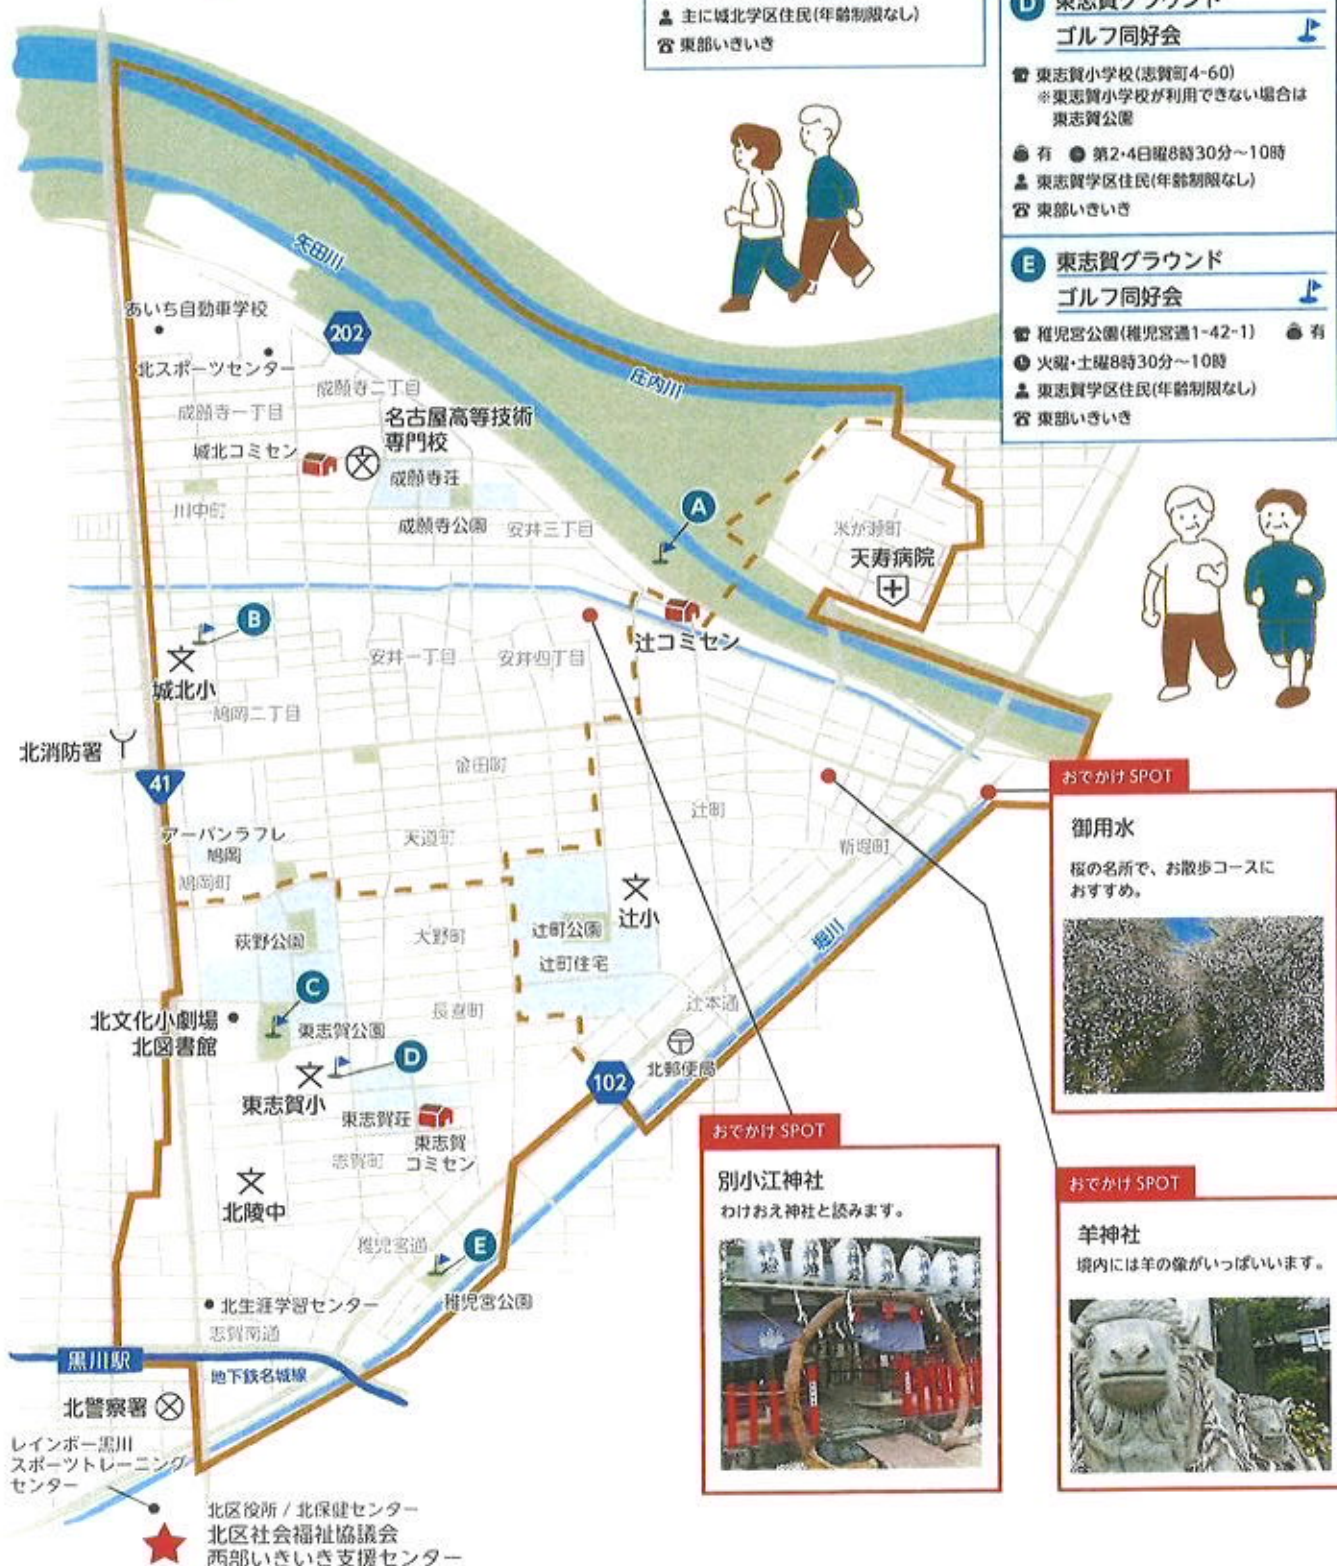 主に城北学区住民(年齢制限なし)
東部いきいき
D 東志賀グラウンド
ゴルフ同好会
東志賀小学校(志賀町4-60)
※東志賀小学校が利用できない場合は
東志賀公園
有 第2・4日曜8時30分～10時
東志賀学区住民(年齢制限なし)
東部いきいき
E 東志賀グラウンド
ゴルフ同好会
稚児宮公園(稚児宮通1-42-1) 有
火曜・土曜8時30分～10時
東志賀学区住民(年齢制限なし)
東部いきいき
矢田川
庄内川
あいち自動車学校
202
北スポーツセンター
成願寺二丁目
成願寺一丁目
名古屋高等技術
専門校
城北コミセン
成願寺荘
川中町
成願寺公園
安井三丁目
A
米が瀬町
天寿病院
B
城北小
安井一丁目
安井四丁目
辻コミセン
鳩岡二丁目
北消防署
41
金田町
辻町
新堀町
アーバンラフレ
鳩岡
鳩岡町
天道町
辻小
萩野公園
大野町
辻町公園
辻町住宅
堀川
C
長喜町
辻本通
北文化小劇場
北図書館
東志賀公園
D
北郵便局
東志賀小
102
東志賀荘
東志賀
コミセン
志賀町
北陵中
稚児宮通
E
稚児宮公園
北生涯学習センター
志賀南通
黒川駅
地下鉄名城線
北警察署
レインボー黒川
スポーツトレーニング
センター
北区役所 / 北保健センター
北区社会福祉協議会
西部いきいき支援センター
おでかけSPOT
御用水
桜の名所で、お散歩コースに
おすすめ。
おでかけSPOT
別小江神社
わけおえ神社と読みます。
おでかけSPOT
羊神社
境内には羊の像がいっぱいいます。